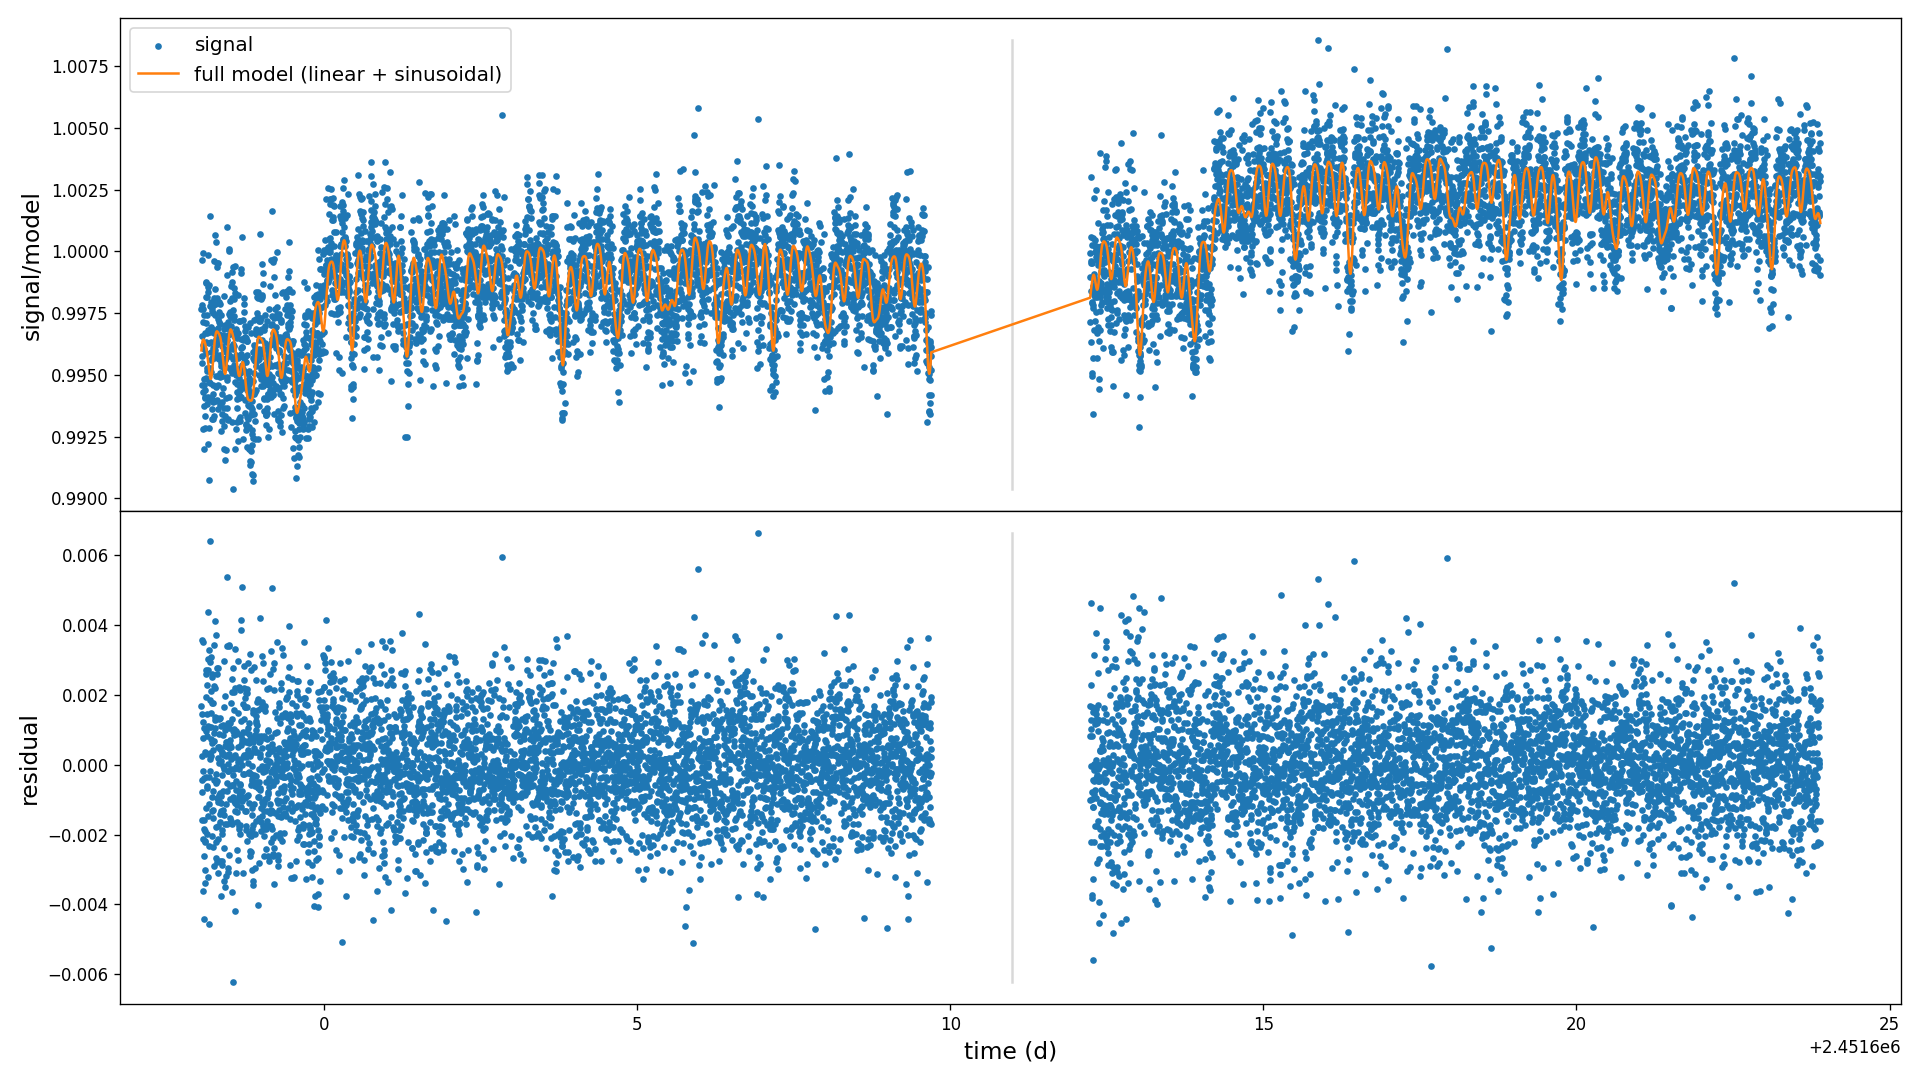 signal
full model (linear + sinusoidal)
signal/model
1.0075
1.0050
1.0025
1.0000
0.9975
0.9950
0.9925
0.9900
residual
0.006
0.004
0.002
0.000
−0.002
−0.004
−0.006
0 5 10 15 20 25
time (d)
+2.4516e6